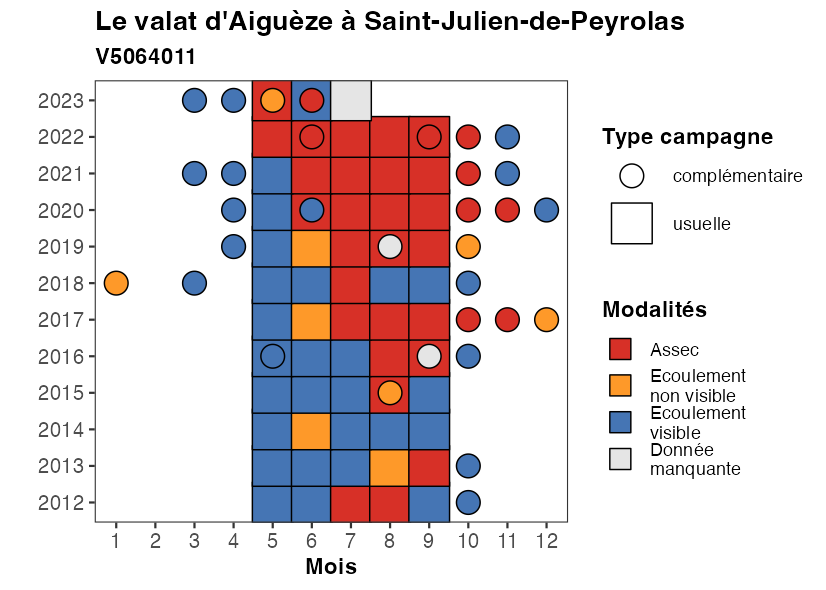 Le valat d'Aiguèze à Saint-Julien-de-Peyrolas
V5064011
2023
2022
2021
2020
2019
2018
2017
2016
2015
2014
2013
2012
1 2 3 4 5 6 7 8 9 10 11 12
Mois
Type campagne
complémentaire
usuelle
Modalités
Assec
Ecoulement
non visible
Ecoulement
visible
Donnée
manquante